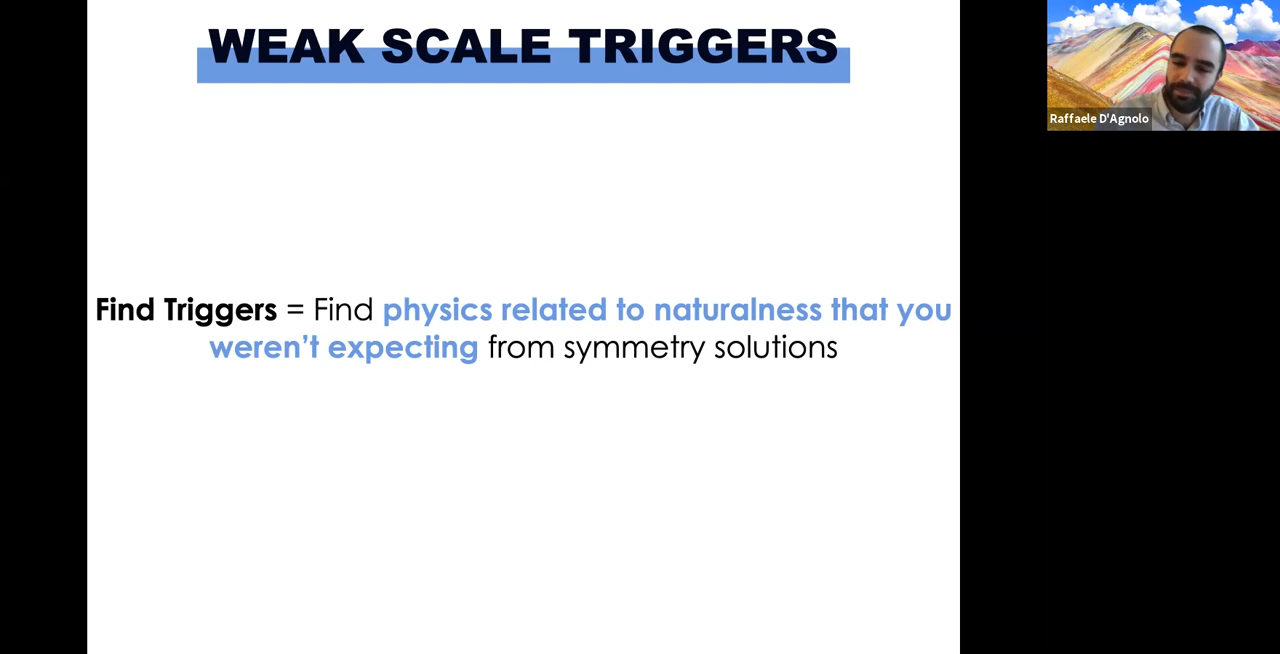 WEAK SCALE TRIGGERS
Raffaele D'Agnolo
Find Triggers = Find physics related to naturalness that you
weren't expecting from symmetry solutions